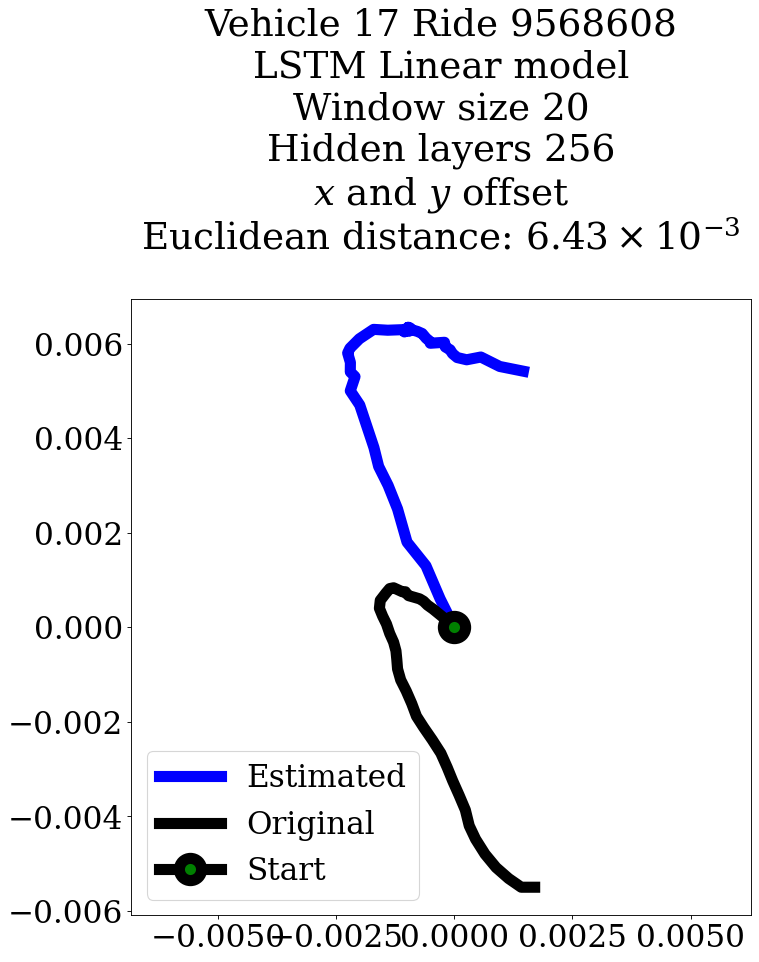 Vehicle 17 Ride 9568608
LSTM Linear model
Window size 20
Hidden layers 256
x and y offset
Euclidean distance: 6.43 × 10⁻³
0.006
0.004
0.002
0.000
−0.002
−0.004
−0.006
Estimated
Original
Start
−0.0050 −0.0025 0.0000 0.0025 0.0050